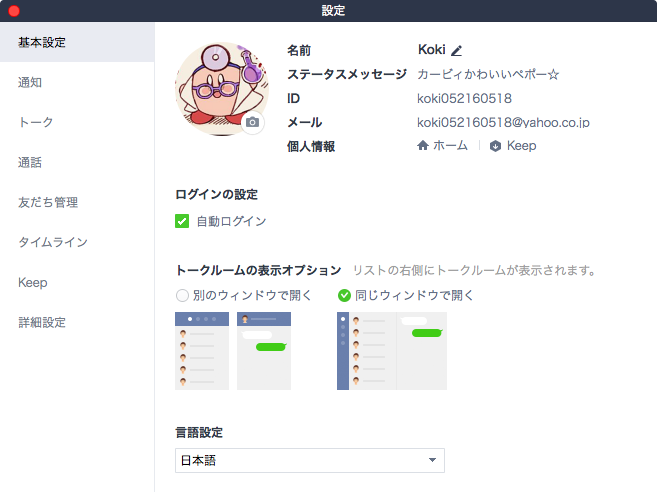 設定
基本設定
通知
トーク
通話
友だち管理
タイムライン
Keep
詳細設定
名前 Koki
ステータスメッセージ カービィかわいいペポー☆
ID koki052160518
メール koki052160518@yahoo.co.jp
個人情報 ホーム Keep
ログインの設定
自動ログイン
トークルームの表示オプション リストの右側にトークルームが表示されます。
別のウィンドウで開く 同じウィンドウで開く
言語設定
日本語